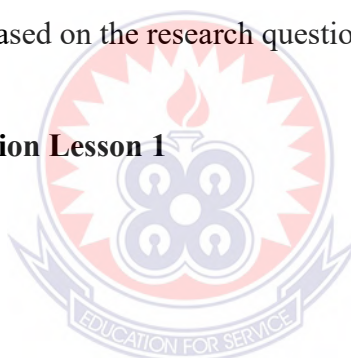 ased on the research questio
ion Lesson 1
EDUCATION FOR SERVICE